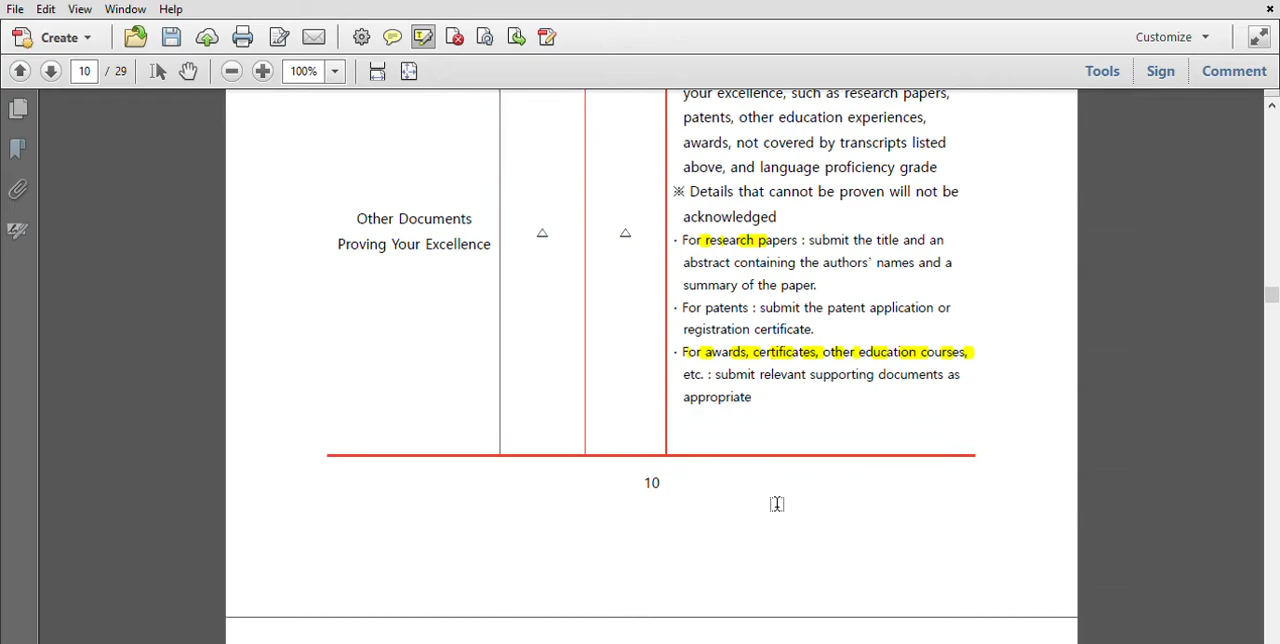 File Edit View Window Help
Create
Customize
10 / 29
100%
Tools Sign Comment
your excellence, such as research papers,
patents, other education experiences,
awards, not covered by transcripts listed
above, and language proficiency grade
※ Details that cannot be proven will not be
acknowledged
Other Documents
Proving Your Excellence
△ △
· For research papers : submit the title and an
abstract containing the authors’ names and a
summary of the paper.
· For patents : submit the patent application or
registration certificate.
· For awards, certificates, other education courses,
etc. : submit relevant supporting documents as
appropriate
10